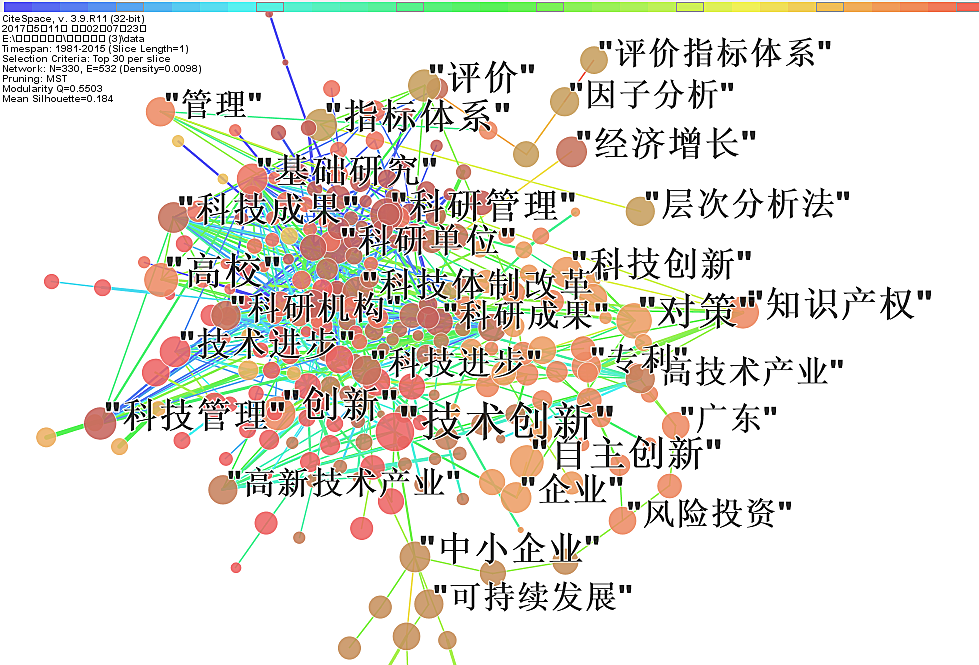 CiteSpace, v. 3.9.R11 (32-bit)
Timespan: 1981-2015 (Slice Length=1)
Selection Criteria: Top 30 per slice
Network: N=330, E=532 (Density=0.0098)
Pruning: MST
Modularity Q=0.5503
Mean Silhouette=0.184
"评价指标体系"
"评价"
"因子分析"
"管理"
"指标体系"
"经济增长"
"基础研究"
"科技成果"
"科研管理"
"层次分析法"
"科研单位"
"高校"
"科技创新"
"科技体制改革"
"科研机构"
"科研成果"
"对策"
"知识产权"
"技术进步"
"科技进步"
"专利"
"高技术产业"
"科技管理"
"创新"
"技术创新"
"广东"
"自主创新"
"高新技术产业"
"企业"
"风险投资"
"中小企业"
"可持续发展"